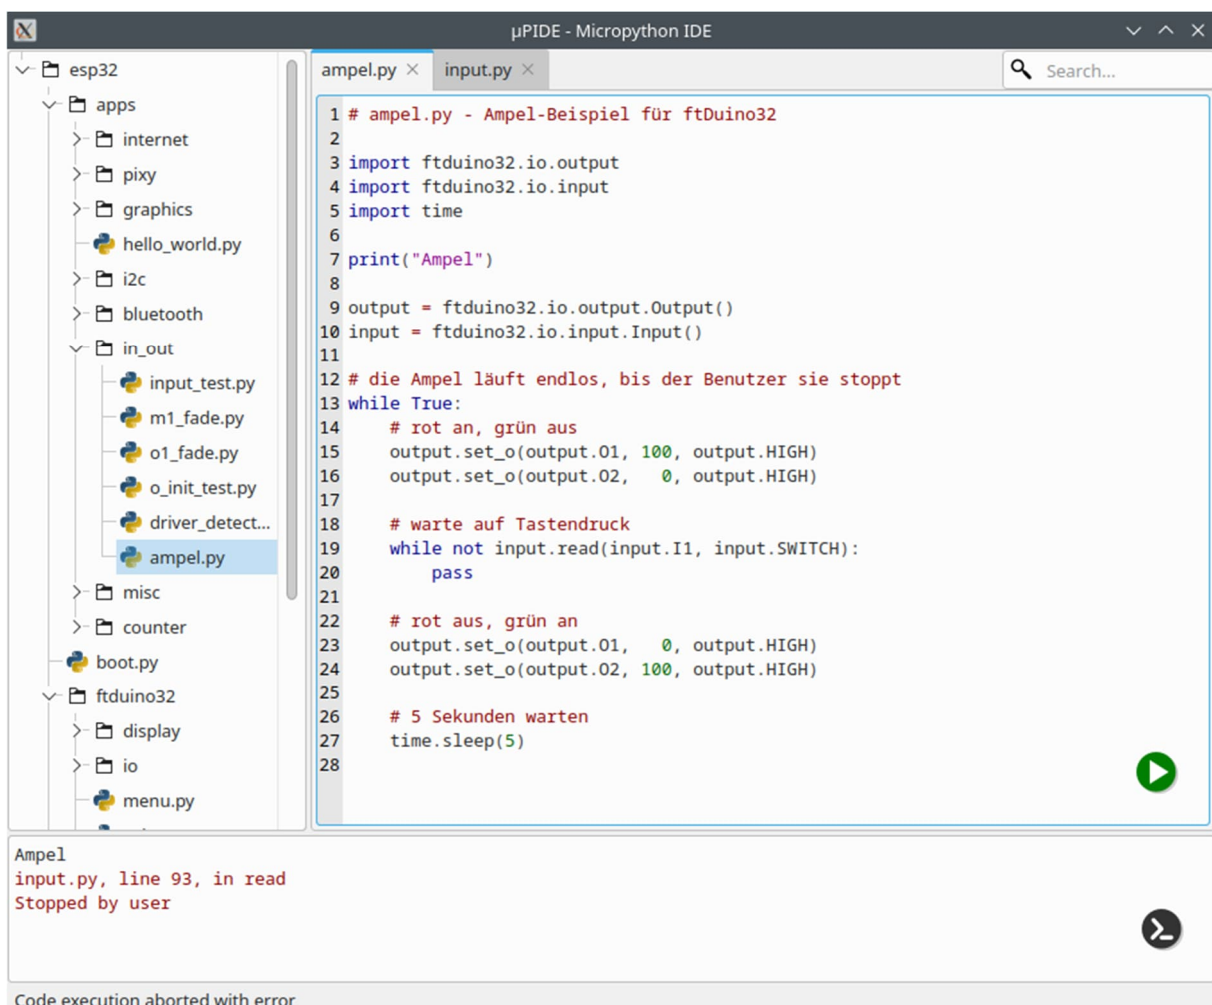 µPIDE - Micropython IDE
esp32
apps
internet
pixy
graphics
hello_world.py
i2c
bluetooth
in_out
input_test.py
m1_fade.py
o1_fade.py
o_init_test.py
driver_detect...
ampel.py
misc
counter
boot.py
ftduino32
display
io
menu.py
ampel.py
input.py
Search...
1 # ampel.py - Ampel-Beispiel für ftDuino32
2
3 import ftduino32.io.output
4 import ftduino32.io.input
5 import time
6
7 print("Ampel")
8
9 output = ftduino32.io.output.Output()
10 input = ftduino32.io.input.Input()
11
12 # die Ampel läuft endlos, bis der Benutzer sie stoppt
13 while True:
14     # rot an, grün aus
15     output.set_o(output.O1, 100, output.HIGH)
16     output.set_o(output.O2,   0, output.HIGH)
17
18     # warte auf Tastendruck
19     while not input.read(input.I1, input.SWITCH):
20         pass
21
22     # rot aus, grün an
23     output.set_o(output.O1,   0, output.HIGH)
24     output.set_o(output.O2, 100, output.HIGH)
25
26     # 5 Sekunden warten
27     time.sleep(5)
28
Ampel
input.py, line 93, in read
Stopped by user
Code execution aborted with error